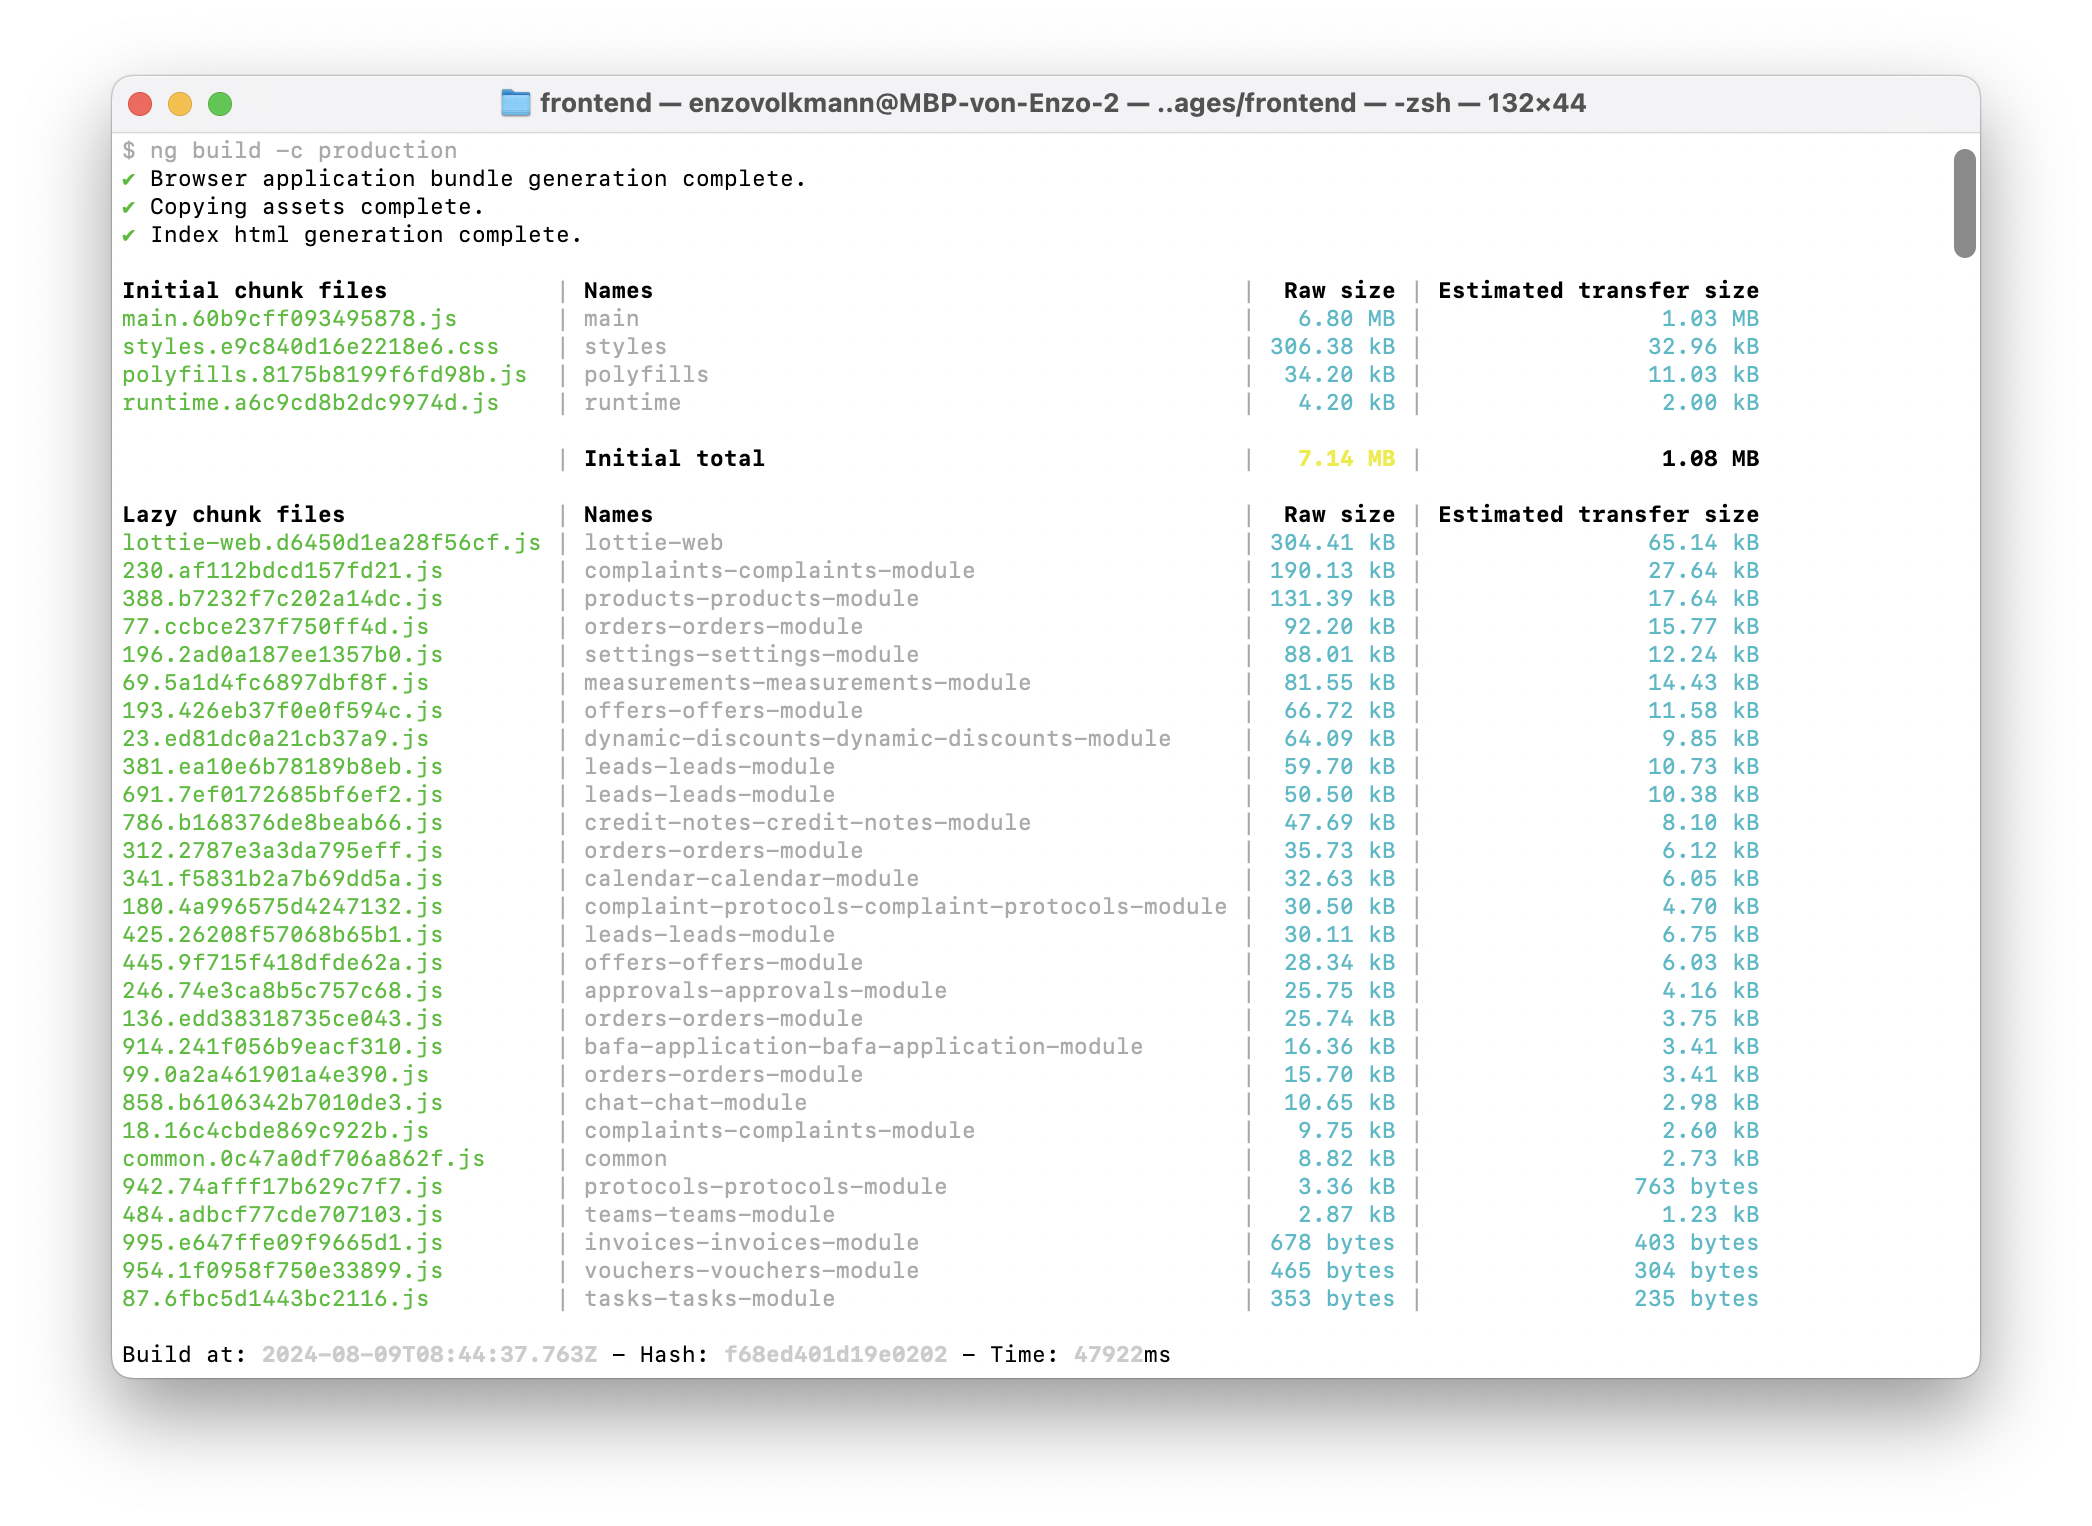 frontend — enzovolkmann@MBP-von-Enzo-2 — ..ages/frontend — -zsh — 132×44
$ ng build -c production
✔ Browser application bundle generation complete.
✔ Copying assets complete.
✔ Index html generation complete.
Initial chunk files | Names | Raw size | Estimated transfer size
main.60b9cff093495878.js | main | 6.80 MB | 1.03 MB
styles.e9c840d16e2218e6.css | styles | 306.38 kB | 32.96 kB
polyfills.8175b8199f6fd98b.js | polyfills | 34.20 kB | 11.03 kB
runtime.a6c9cd8b2dc9974d.js | runtime | 4.20 kB | 2.00 kB
| Initial total | 7.14 MB | 1.08 MB
Lazy chunk files | Names | Raw size | Estimated transfer size
lottie-web.d6450d1ea28f56cf.js | lottie-web | 304.41 kB | 65.14 kB
230.af112bdcd157fd21.js | complaints-complaints-module | 190.13 kB | 27.64 kB
388.b7232f7c202a14dc.js | products-products-module | 131.39 kB | 17.64 kB
77.ccbce237f750ff4d.js | orders-orders-module | 92.20 kB | 15.77 kB
196.2ad0a187ee1357b0.js | settings-settings-module | 88.01 kB | 12.24 kB
69.5a1d4fc6897dbf8f.js | measurements-measurements-module | 81.55 kB | 14.43 kB
193.426eb37f0e0f594c.js | offers-offers-module | 66.72 kB | 11.58 kB
23.ed81dc0a21cb37a9.js | dynamic-discounts-dynamic-discounts-module | 64.09 kB | 9.85 kB
381.ea10e6b78189b8eb.js | leads-leads-module | 59.70 kB | 10.73 kB
691.7ef0172685bf6ef2.js | leads-leads-module | 50.50 kB | 10.38 kB
786.b168376de8beab66.js | credit-notes-credit-notes-module | 47.69 kB | 8.10 kB
312.2787e3a3da795eff.js | orders-orders-module | 35.73 kB | 6.12 kB
341.f5831b2a7b69dd5a.js | calendar-calendar-module | 32.63 kB | 6.05 kB
180.4a996575d4247132.js | complaint-protocols-complaint-protocols-module | 30.50 kB | 4.70 kB
425.26208f57068b65b1.js | leads-leads-module | 30.11 kB | 6.75 kB
445.9f715f418dfde62a.js | offers-offers-module | 28.34 kB | 6.03 kB
246.74e3ca8b5c757c68.js | approvals-approvals-module | 25.75 kB | 4.16 kB
136.edd38318735ce043.js | orders-orders-module | 25.74 kB | 3.75 kB
914.241f056b9eacf310.js | bafa-application-bafa-application-module | 16.36 kB | 3.41 kB
99.0a2a461901a4e390.js | orders-orders-module | 15.70 kB | 3.41 kB
858.b6106342b7010de3.js | chat-chat-module | 10.65 kB | 2.98 kB
18.16c4cbde869c922b.js | complaints-complaints-module | 9.75 kB | 2.60 kB
common.0c47a0df706a862f.js | common | 8.82 kB | 2.73 kB
942.74afff17b629c7f7.js | protocols-protocols-module | 3.36 kB | 763 bytes
484.adbcf77cde707103.js | teams-teams-module | 2.87 kB | 1.23 kB
995.e647ffe09f9665d1.js | invoices-invoices-module | 678 bytes | 403 bytes
954.1f0958f750e33899.js | vouchers-vouchers-module | 465 bytes | 304 bytes
87.6fbc5d1443bc2116.js | tasks-tasks-module | 353 bytes | 235 bytes
Build at: 2024-08-09T08:44:37.763Z - Hash: f68ed401d19e0202 - Time: 47922ms